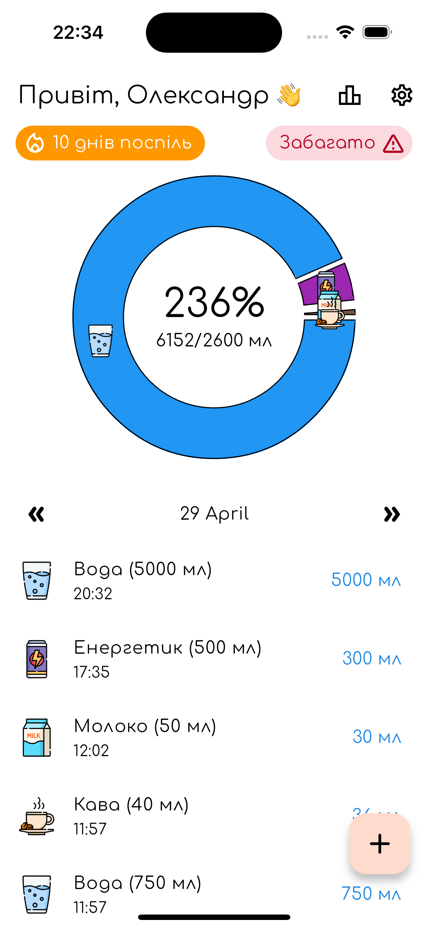 22:34
Привіт, Олександр 👋
10 днів поспіль
Забагато
236%
6152/2600 мл
«
29 April
»
Вода (5000 мл)
20:32
5000 мл
Енергетик (500 мл)
17:35
300 мл
MILK
Молоко (50 мл)
12:02
30 мл
Кава (40 мл)
11:57
+
Вода (750 мл)
11:57
750 мл